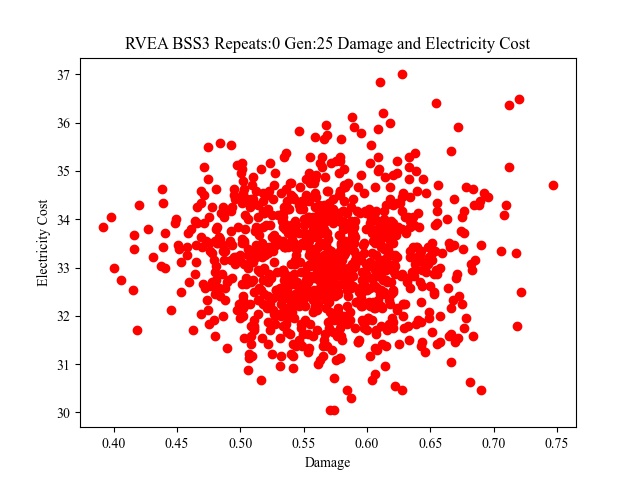 RVEA BSS3 Repeats:0 Gen:25 Damage and Electricity Cost
37
36
35
34
33
32
31
30
Electricity Cost
0.40 0.45 0.50 0.55 0.60 0.65 0.70 0.75
Damage